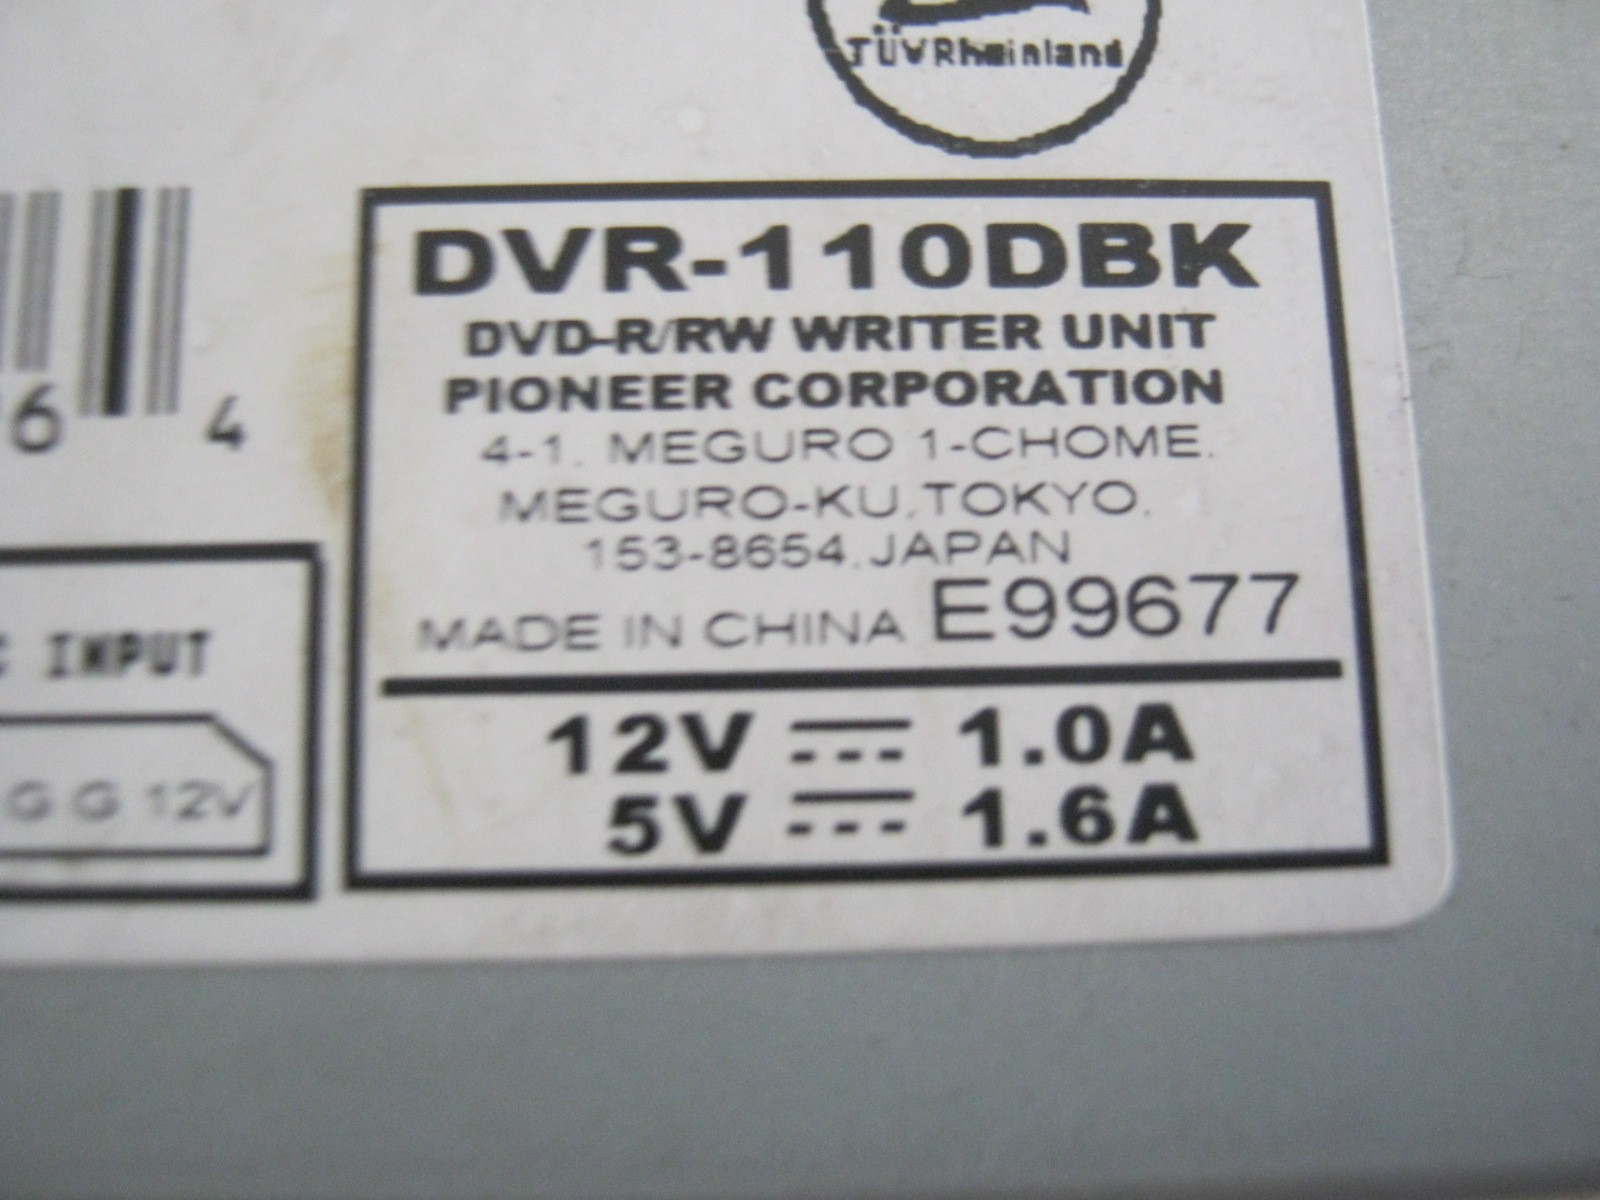 TÜVRheinland
6 4
DVR-110DBK
DVD-R/RW WRITER UNIT
PIONEER CORPORATION
4-1. MEGURO 1-CHOME.
MEGURO-KU.TOKYO.
153-8654.JAPAN
MADE IN CHINA E99677
12V ⎓ 1.0A
5V ⎓ 1.6A
C INPUT
G G 12V